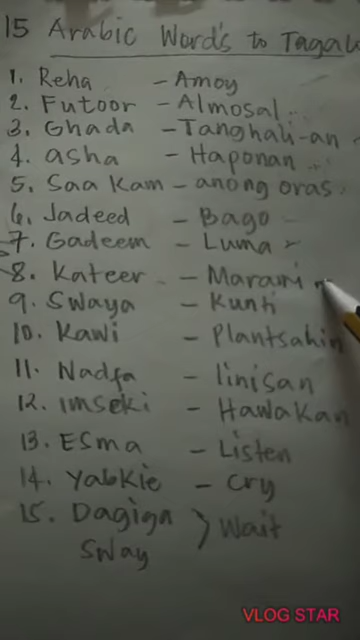 15 Arabic Word's to Tagal
1. Reha - Amoy
2. Futoor - Almosal
3. Ghada - Tanghali-an
4. asha - Haponan
5. Saa kam - anong oras
6. Jadeed - Bago
7. Gadeem - Luma
8. Kateer - Marami
9. Swaya - Kunti
10. Kawi - Plantsahin
11. Nadfa - linisan
12. imseki - Hawakan
13. Esma - Listen
14. Yabkie - Cry
15. Dagiga } Wait
Sway
VLOG STAR